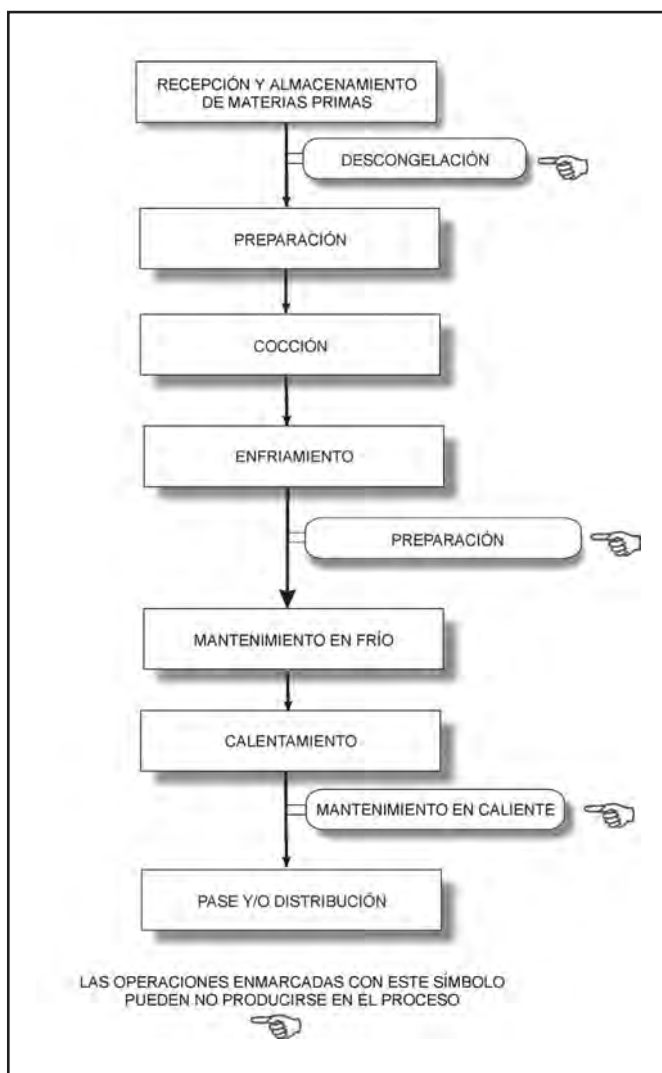 RECEPCIÓN Y ALMACENAMIENTO
DE MATERIAS PRIMAS
DESCONGELACIÓN
PREPARACIÓN
COCCIÓN
ENFRIAMIENTO
PREPARACIÓN
MANTENIMIENTO EN FRÍO
CALENTAMIENTO
MANTENIMIENTO EN CALIENTE
PASE Y/O DISTRIBUCIÓN
LAS OPERACIONES ENMARCADAS CON ESTE SÍMBOLO
PUEDEN NO PRODUCIRSE EN ÉL PROCESO